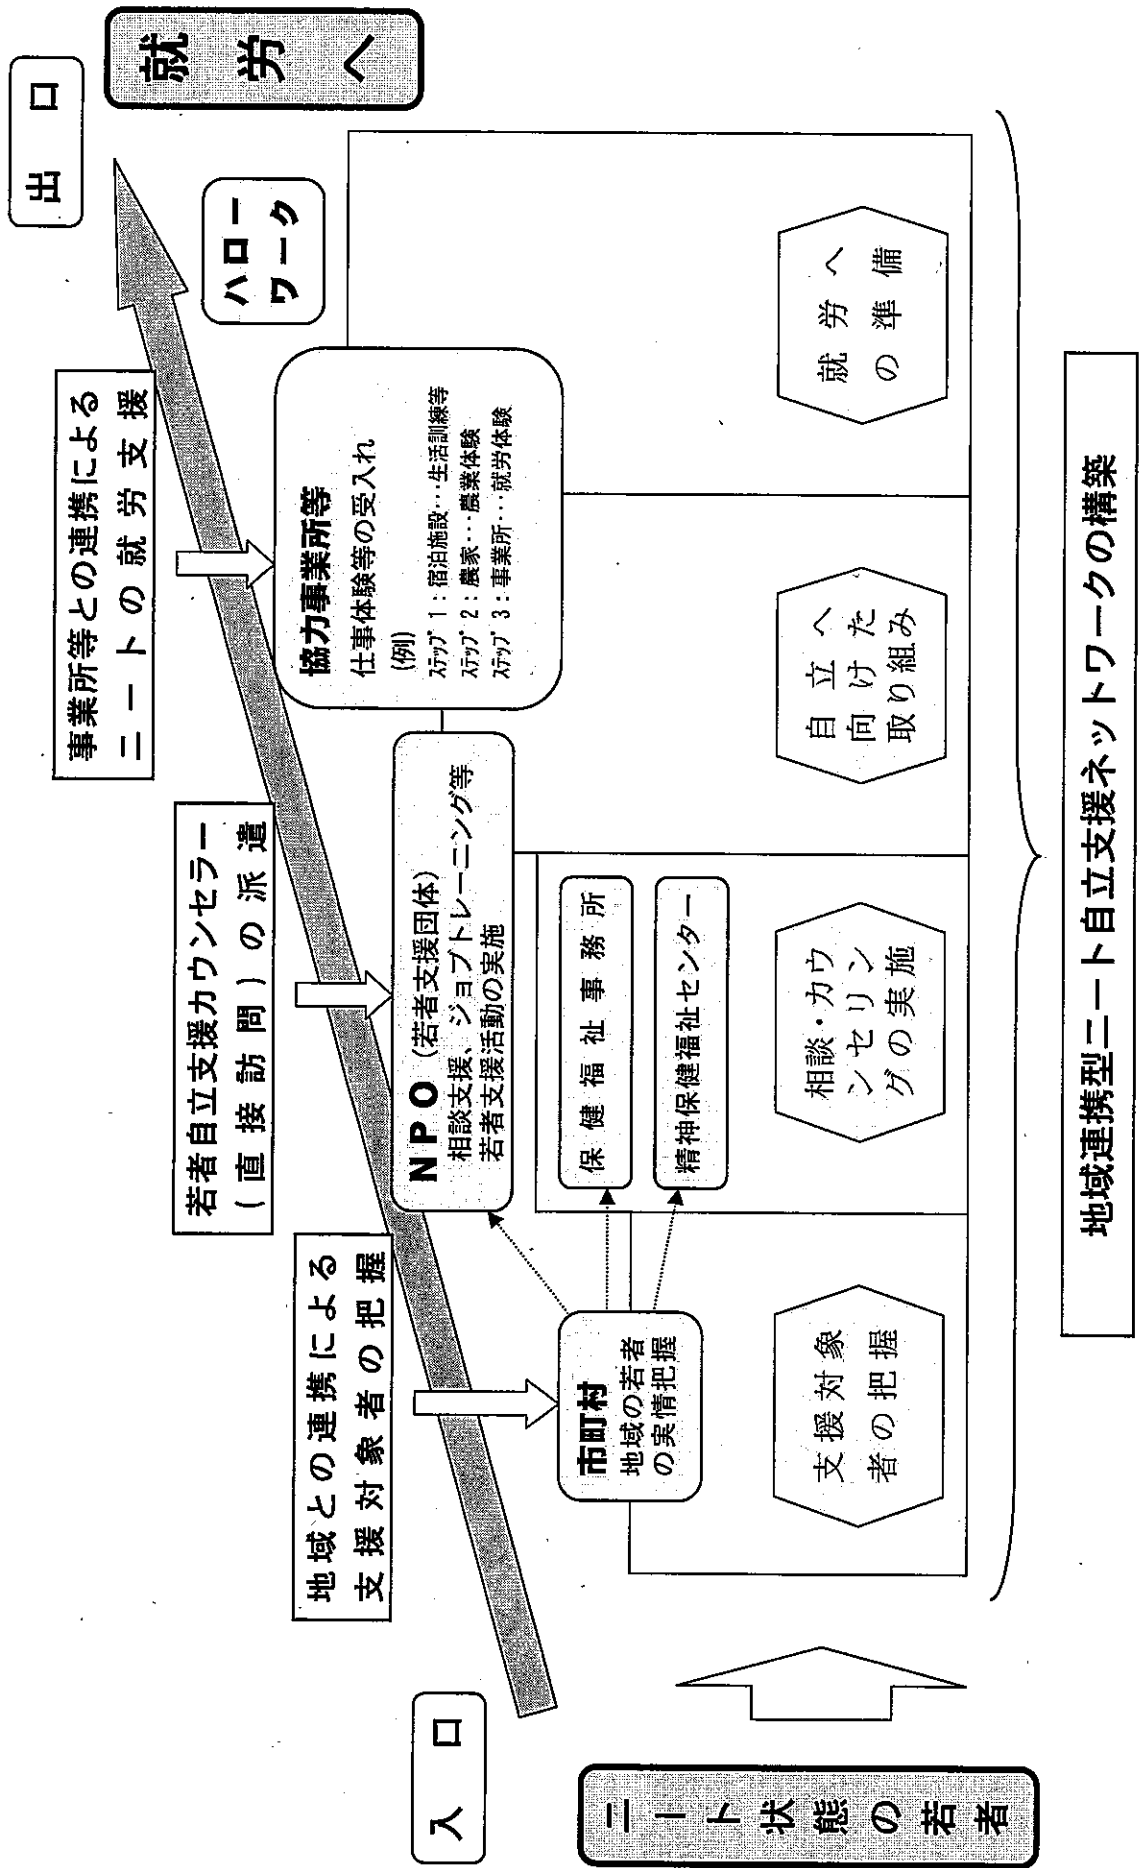 出口
就労へ
ハロー
ワーク
事業所等との連携による
ニートの就労支援
協力事業所等
仕事体験等の受入れ
(例)
ｽﾃｯﾌﾟ1：宿泊施設…生活訓練等
ｽﾃｯﾌﾟ2：農家…農業体験
ｽﾃｯﾌﾟ3：事業所…就労体験
若者自立支援カウンセラー
(直接訪問)の派遣
NPO（若者支援団体）
相談支援、ジョブトレーニング等
若者支援活動の実施
保健福祉事務所
精神保健福祉センター
地域との連携による
支援対象者の把握
市町村
地域の若者
の実情把握
入口
ニート状態の若者
支援対象
者の把握
相談・カウ
ンセリン
グの実施
自立へ
向けた
取り組み
就労へ
の準備
地域連携型ニート自立支援ネットワークの構築